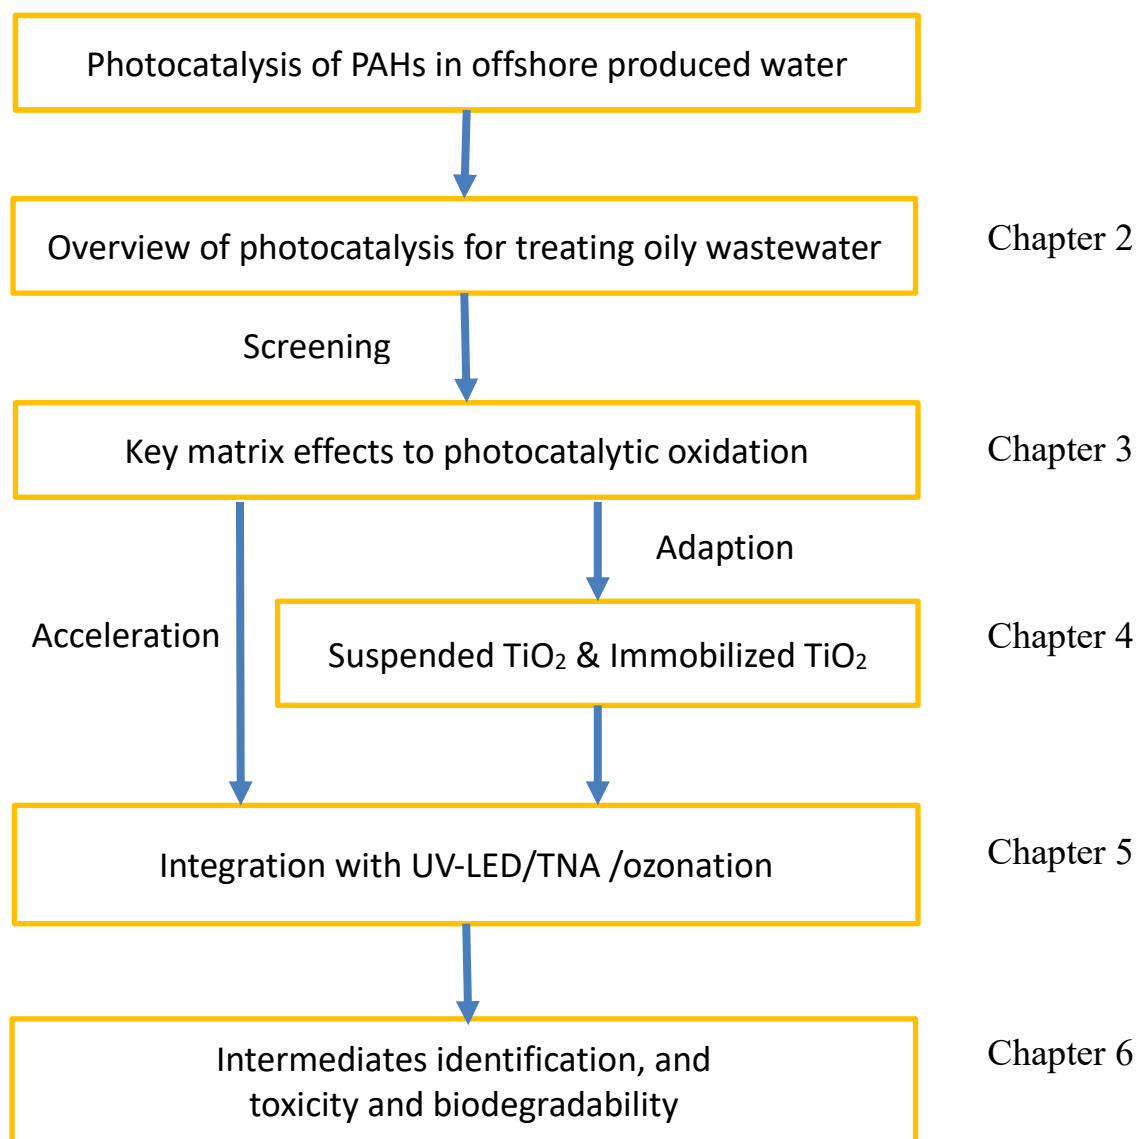 Photocatalysis of PAHs in offshore produced water
Overview of photocatalysis for treating oily wastewater
Chapter 2
Screening
Key matrix effects to photocatalytic oxidation
Chapter 3
Adaption
Acceleration
Suspended TiO₂ & Immobilized TiO₂
Chapter 4
Integration with UV-LED/TNA /ozonation
Chapter 5
Intermediates identification, and
toxicity and biodegradability
Chapter 6